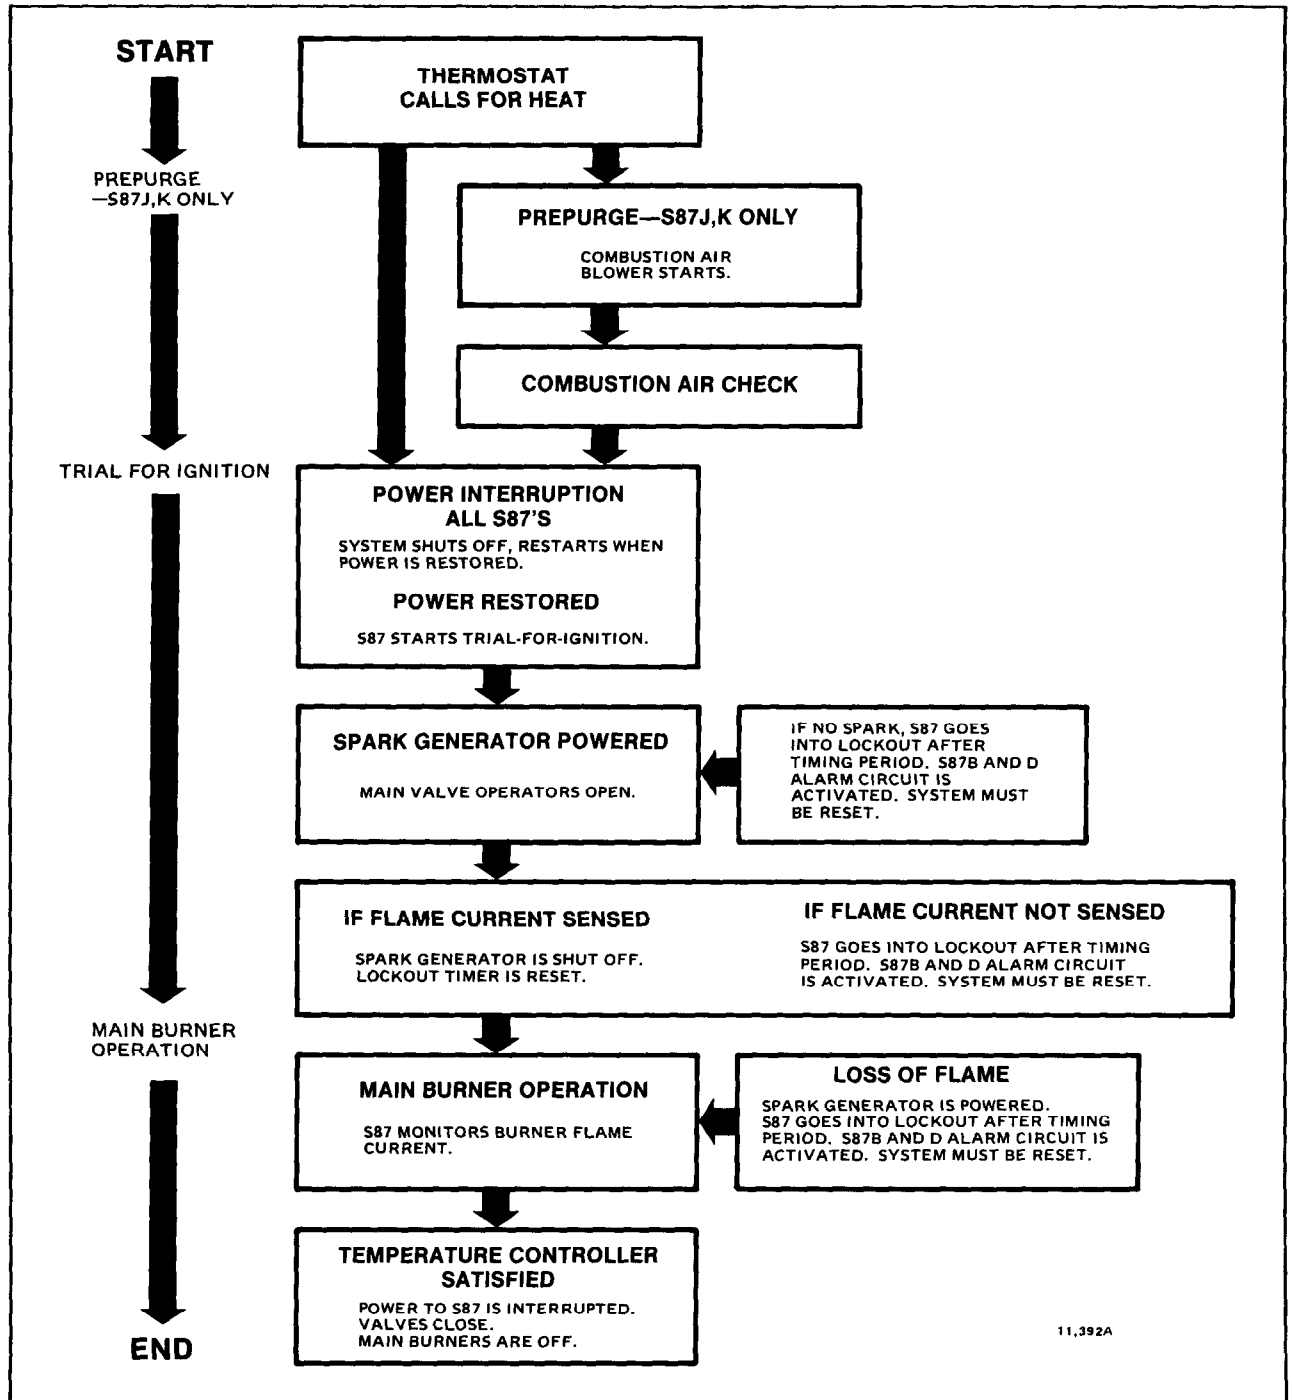 START
PREPURGE
—S87J,K ONLY
TRIAL FOR IGNITION
MAIN BURNER
OPERATION
END
THERMOSTAT
CALLS FOR HEAT
PREPURGE—S87J,K ONLY
COMBUSTION AIR
BLOWER STARTS.
COMBUSTION AIR CHECK
POWER INTERRUPTION
ALL S87'S
SYSTEM SHUTS OFF, RESTARTS WHEN
POWER IS RESTORED.
POWER RESTORED
S87 STARTS TRIAL-FOR-IGNITION.
SPARK GENERATOR POWERED
MAIN VALVE OPERATORS OPEN.
IF NO SPARK, S87 GOES
INTO LOCKOUT AFTER
TIMING PERIOD. S87B AND D
ALARM CIRCUIT IS
ACTIVATED. SYSTEM MUST
BE RESET.
IF FLAME CURRENT SENSED
SPARK GENERATOR IS SHUT OFF.
LOCKOUT TIMER IS RESET.
IF FLAME CURRENT NOT SENSED
S87 GOES INTO LOCKOUT AFTER TIMING
PERIOD. S87B AND D ALARM CIRCUIT
IS ACTIVATED. SYSTEM MUST BE RESET.
MAIN BURNER OPERATION
S87 MONITORS BURNER FLAME
CURRENT.
LOSS OF FLAME
SPARK GENERATOR IS POWERED.
S87 GOES INTO LOCKOUT AFTER TIMING
PERIOD. S87B AND D ALARM CIRCUIT IS
ACTIVATED. SYSTEM MUST BE RESET.
TEMPERATURE CONTROLLER
SATISFIED
POWER TO S87 IS INTERRUPTED.
VALVES CLOSE.
MAIN BURNERS ARE OFF.
11,392A